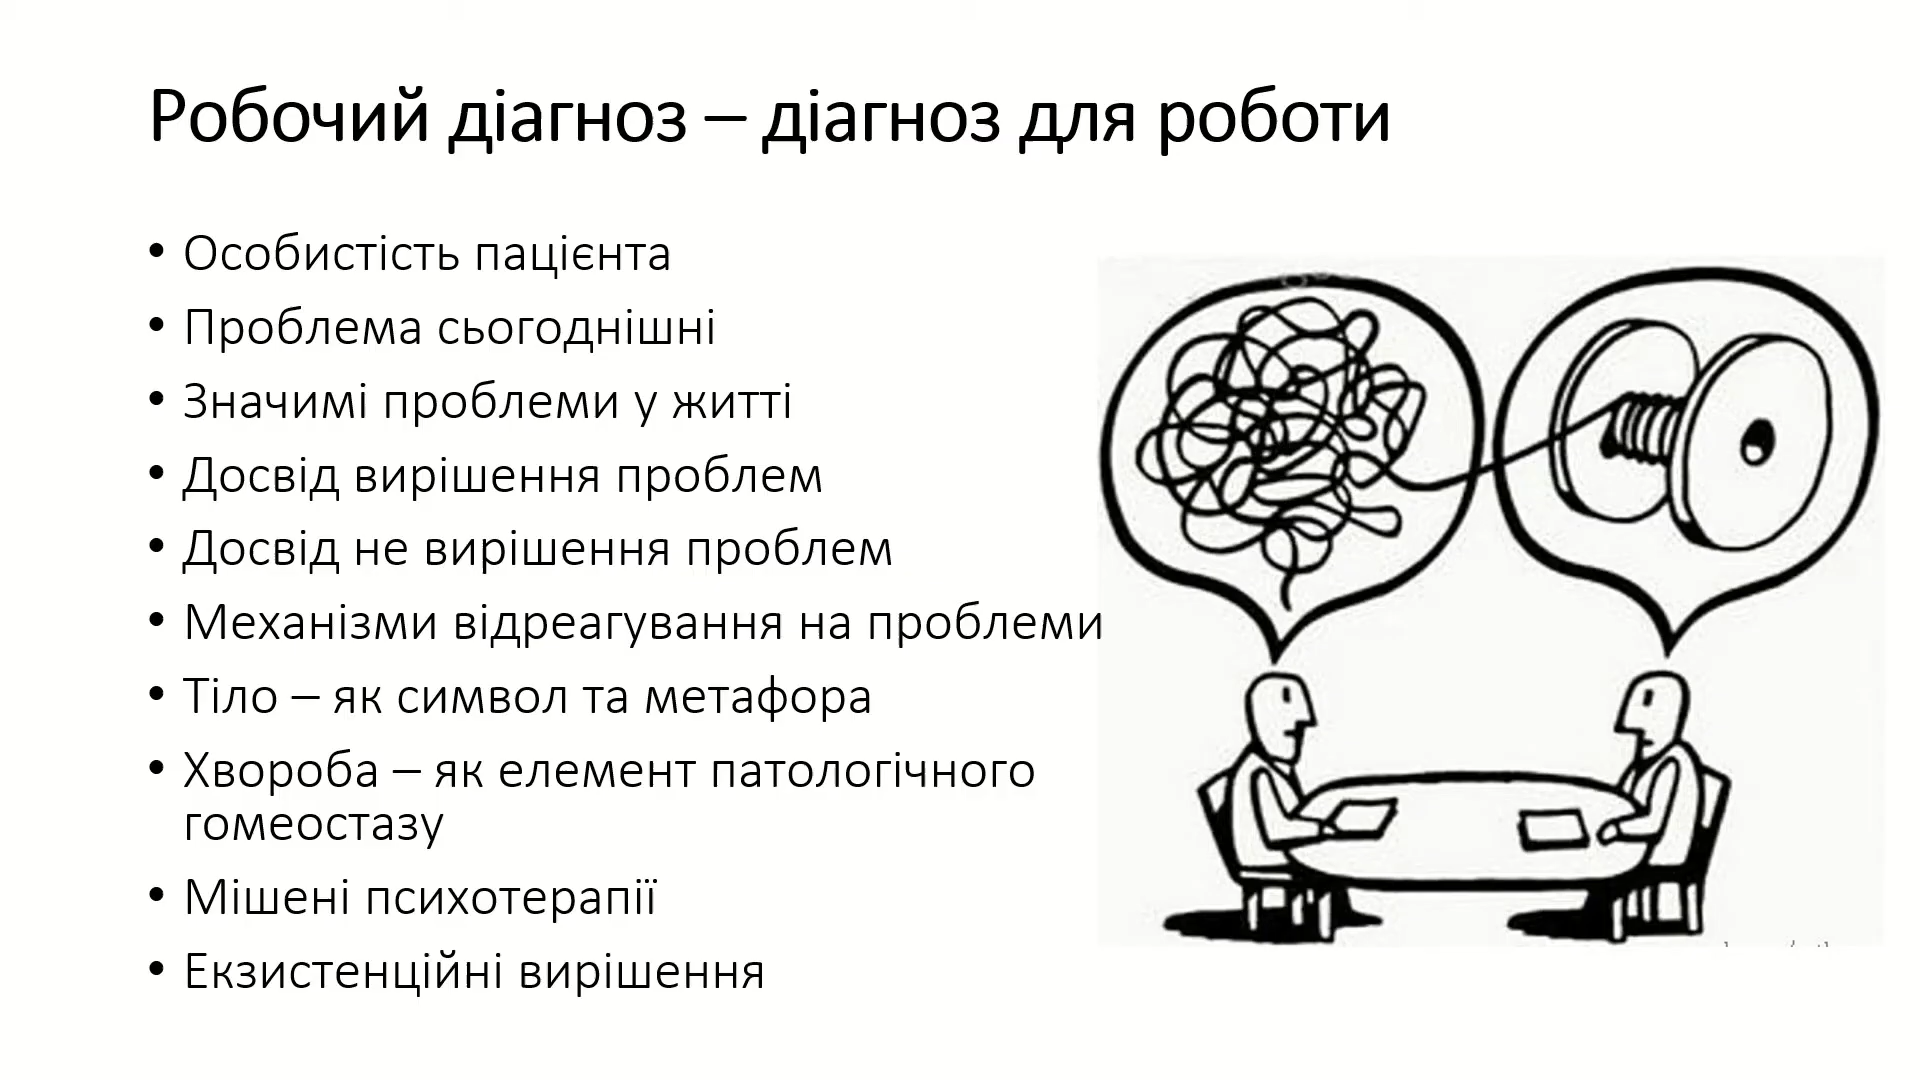 Робочий діагноз – діагноз для роботи
• Особистість пацієнта
• Проблема сьогоднішні
• Значимі проблеми у житті
• Досвід вирішення проблем
• Досвід не вирішення проблем
• Механізми відреагування на проблеми
• Тіло – як символ та метафора
• Хвороба – як елемент патологічного
гомеостазу
• Мішені психотерапії
• Екзистенційні вирішення